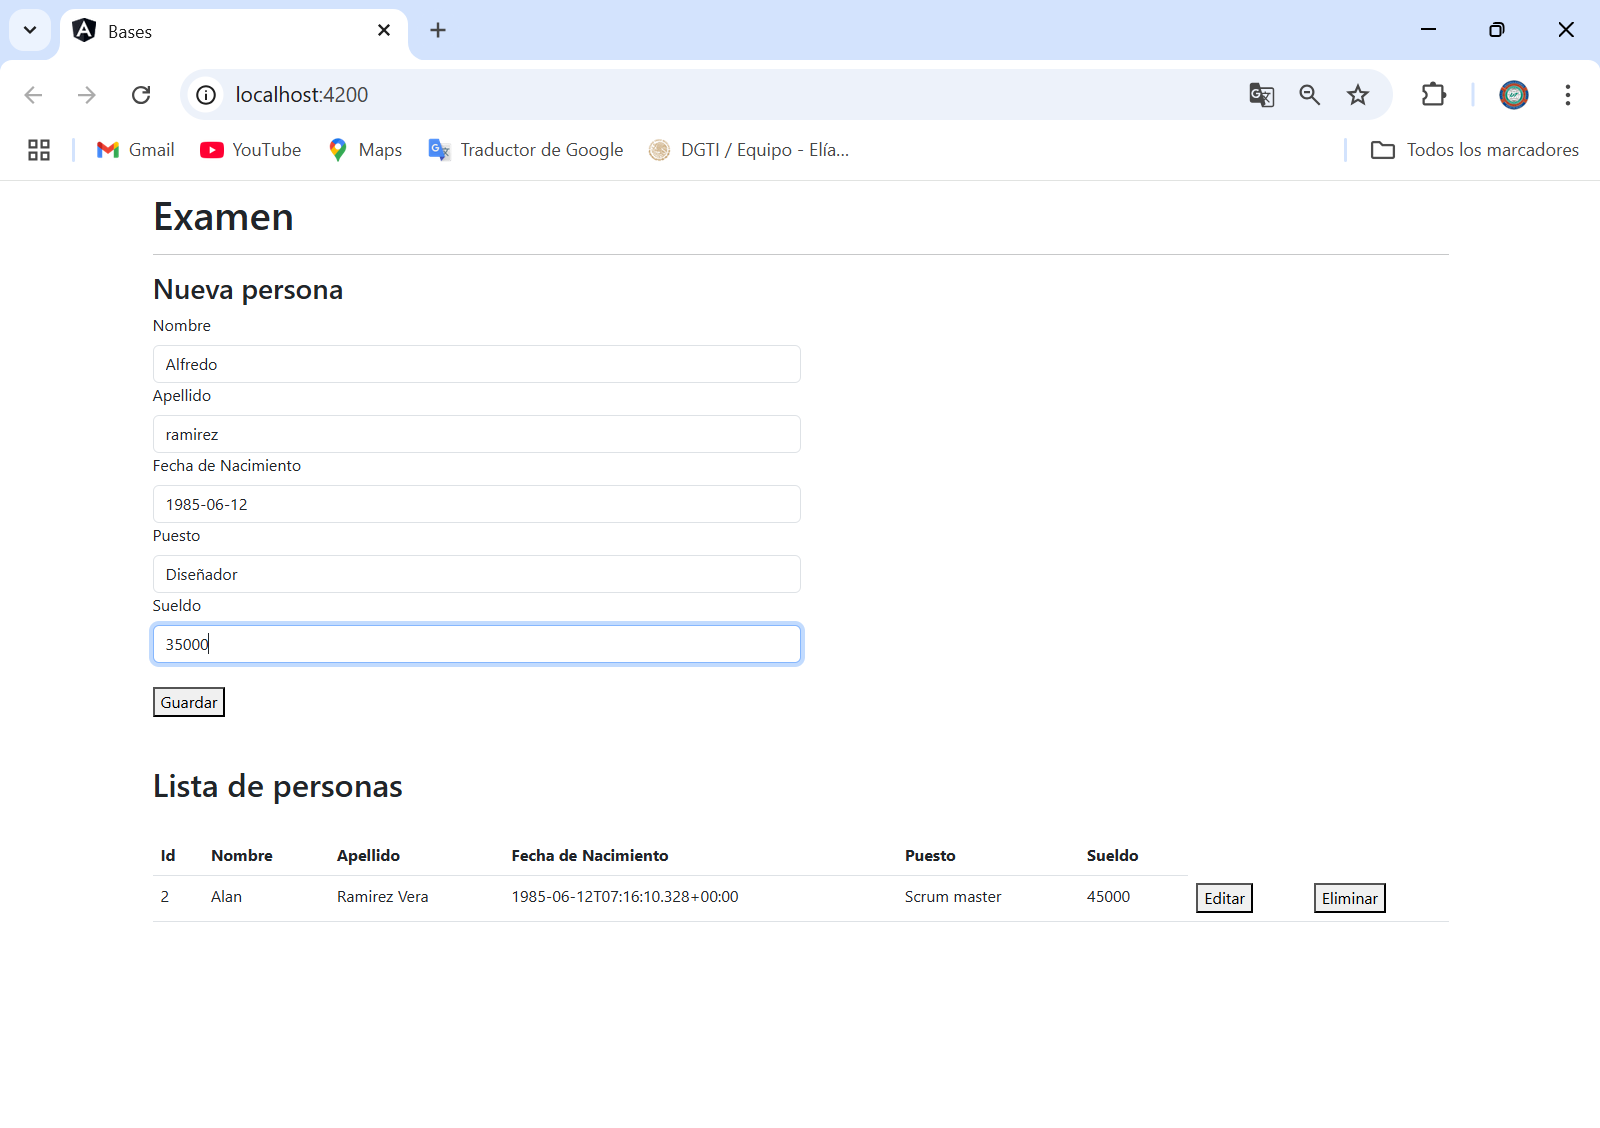 Bases
localhost:4200
Gmail YouTube Maps Traductor de Google DGTI / Equipo - Elía... Todos los marcadores
Examen
Nueva persona
Nombre
Alfredo
Apellido
ramirez
Fecha de Nacimiento
1985-06-12
Puesto
Diseñador
Sueldo
35000
Guardar
Lista de personas
Id Nombre Apellido Fecha de Nacimiento Puesto Sueldo
2 Alan Ramirez Vera 1985-06-12T07:16:10.328+00:00 Scrum master 45000 Editar Eliminar